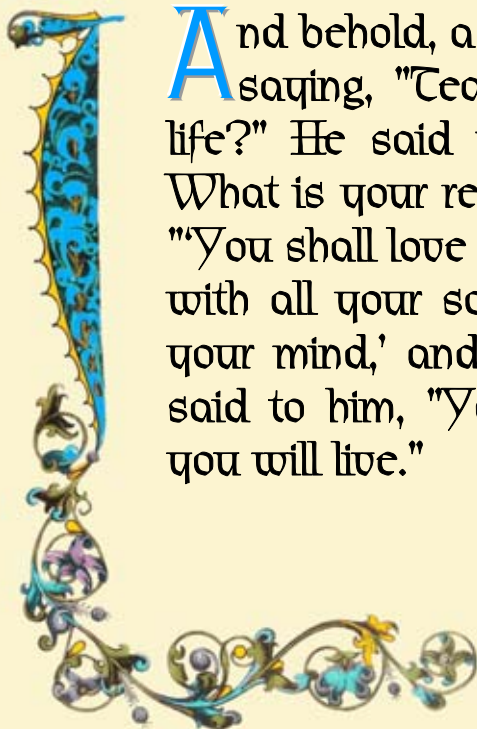 And behold, a
saying, "Teac
life?" He said
What is your re
"‘You shall love
with all your so
your mind,’ and
said to him, "Yo
you will live."